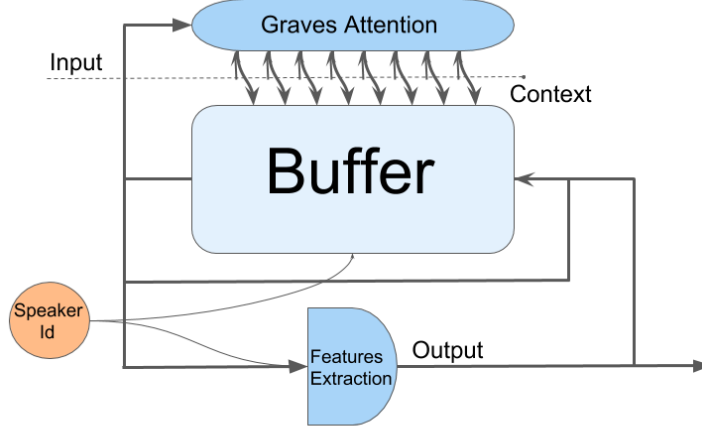 Graves Attention
Input
Context
Buffer
Speaker
Id
Features
Extraction
Output